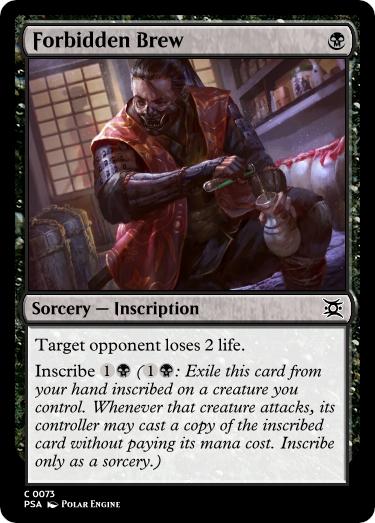 Forbidden Brew
Sorcery — Inscription
Target opponent loses 2 life.
Inscribe 1 (1: Exile this card from
your hand inscribed on a creature you
control. Whenever that creature attacks, its
controller may cast a copy of the inscribed
card without paying its mana cost. Inscribe
only as a sorcery.)
C 0073
PSA Polar Engine